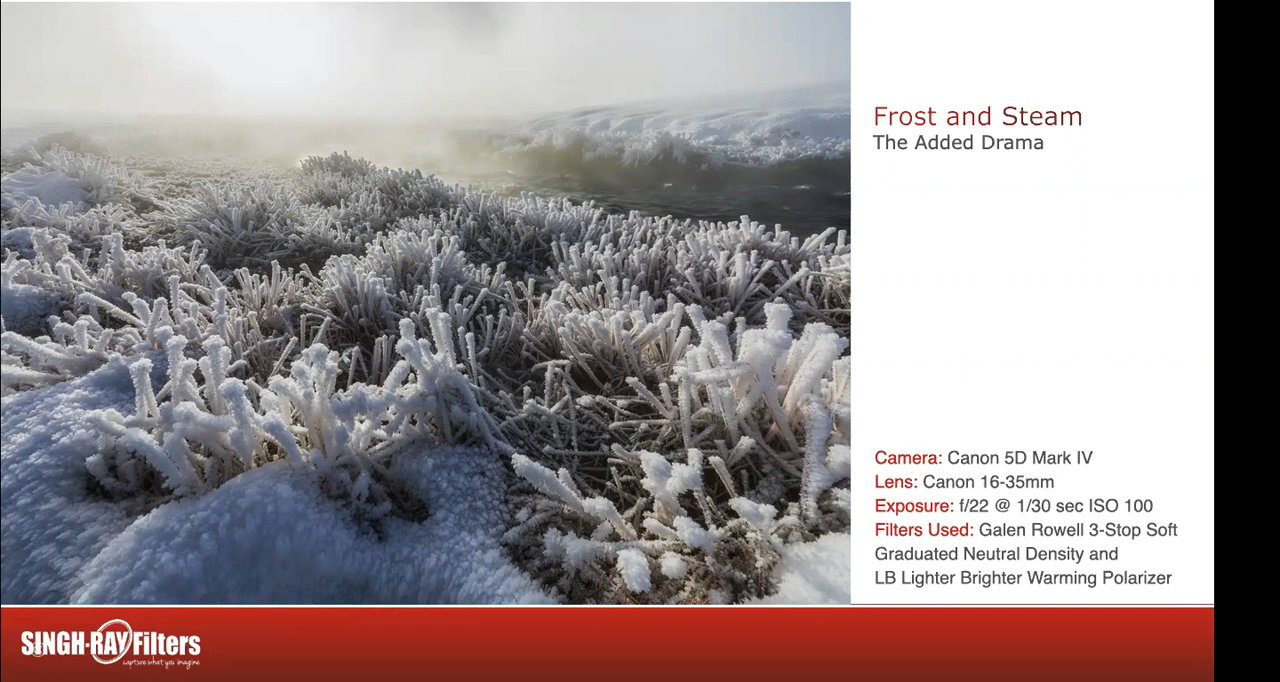 Frost and Steam
The Added Drama
Camera: Canon 5D Mark IV
Lens: Canon 16-35mm
Exposure: f/22 @ 1/30 sec ISO 100
Filters Used: Galen Rowell 3-Stop Soft
Graduated Neutral Density and
LB Lighter Brighter Warming Polarizer
SINGH-RAY Filters
capture what you imagine